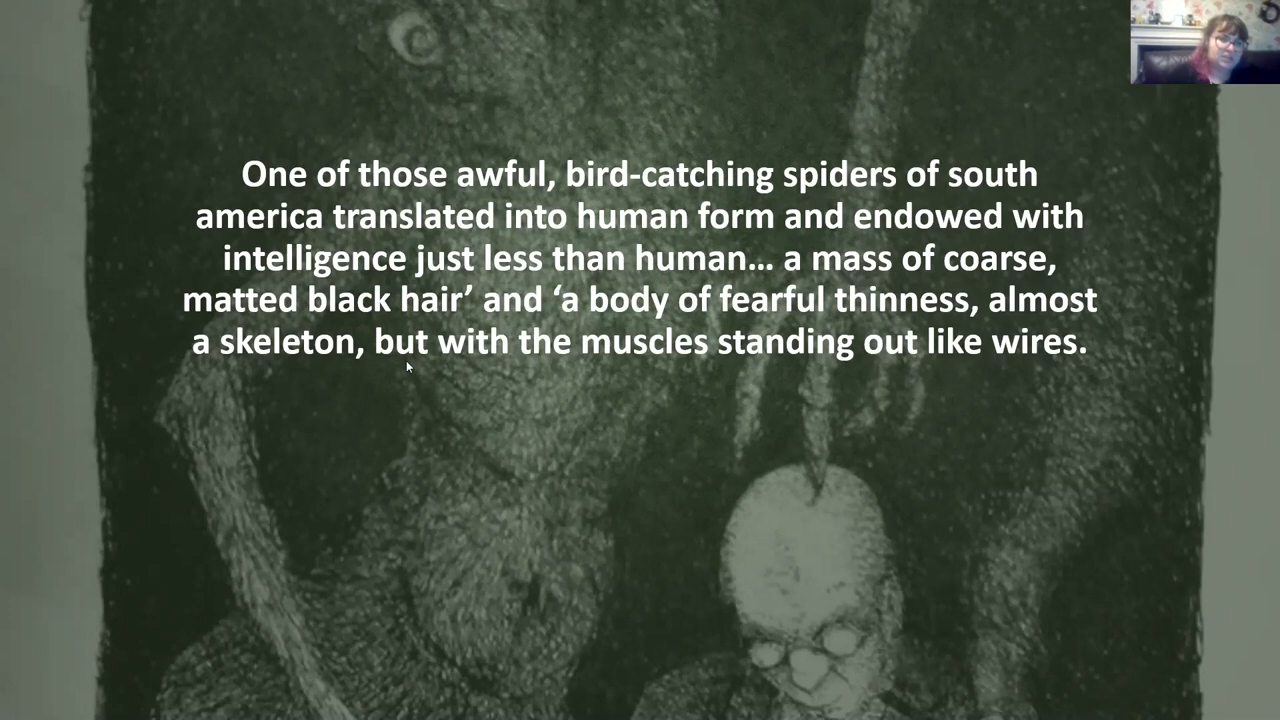 One of those awful, bird-catching spiders of south
america translated into human form and endowed with
intelligence just less than human… a mass of coarse,
matted black hair’ and ‘a body of fearful thinness, almost
a skeleton, but with the muscles standing out like wires.